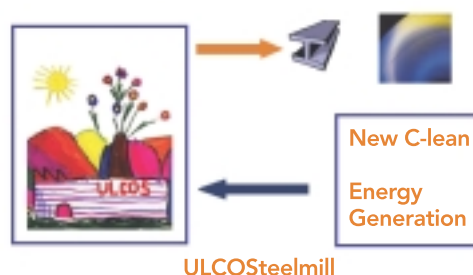 ULCOS
New C-lean
Energy
Generation
ULCOSteelmill